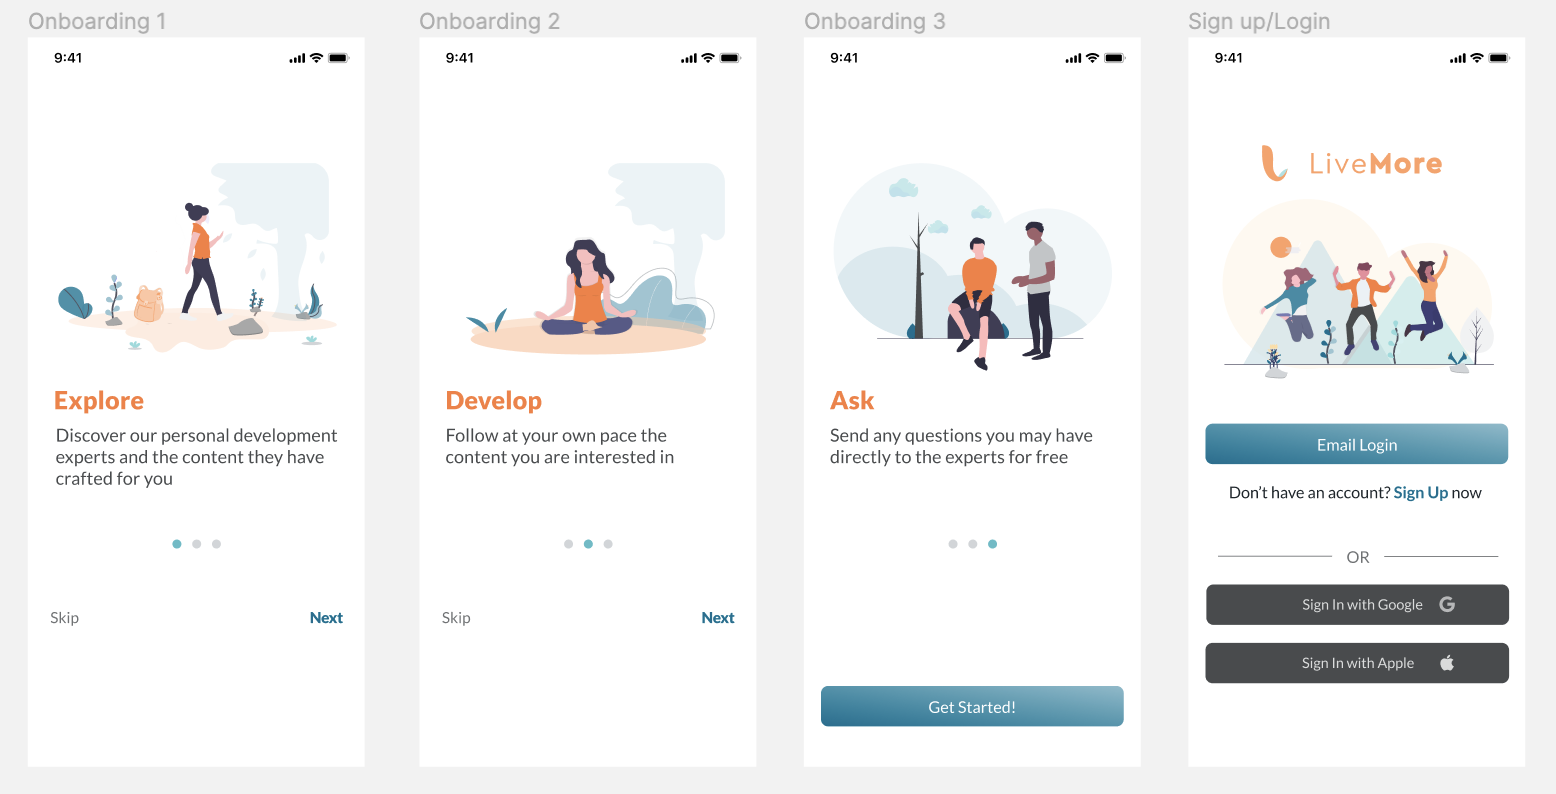 Onboarding 1
9:41
Explore
Discover our personal development
experts and the content they have
crafted for you
Skip
Next
Onboarding 2
9:41
Develop
Follow at your own pace the
content you are interested in
Skip
Next
Onboarding 3
9:41
Ask
Send any questions you may have
directly to the experts for free
Get Started!
Sign up/Login
9:41
LiveMore
Email Login
Don't have an account? Sign Up now
OR
Sign In with Google
Sign In with Apple